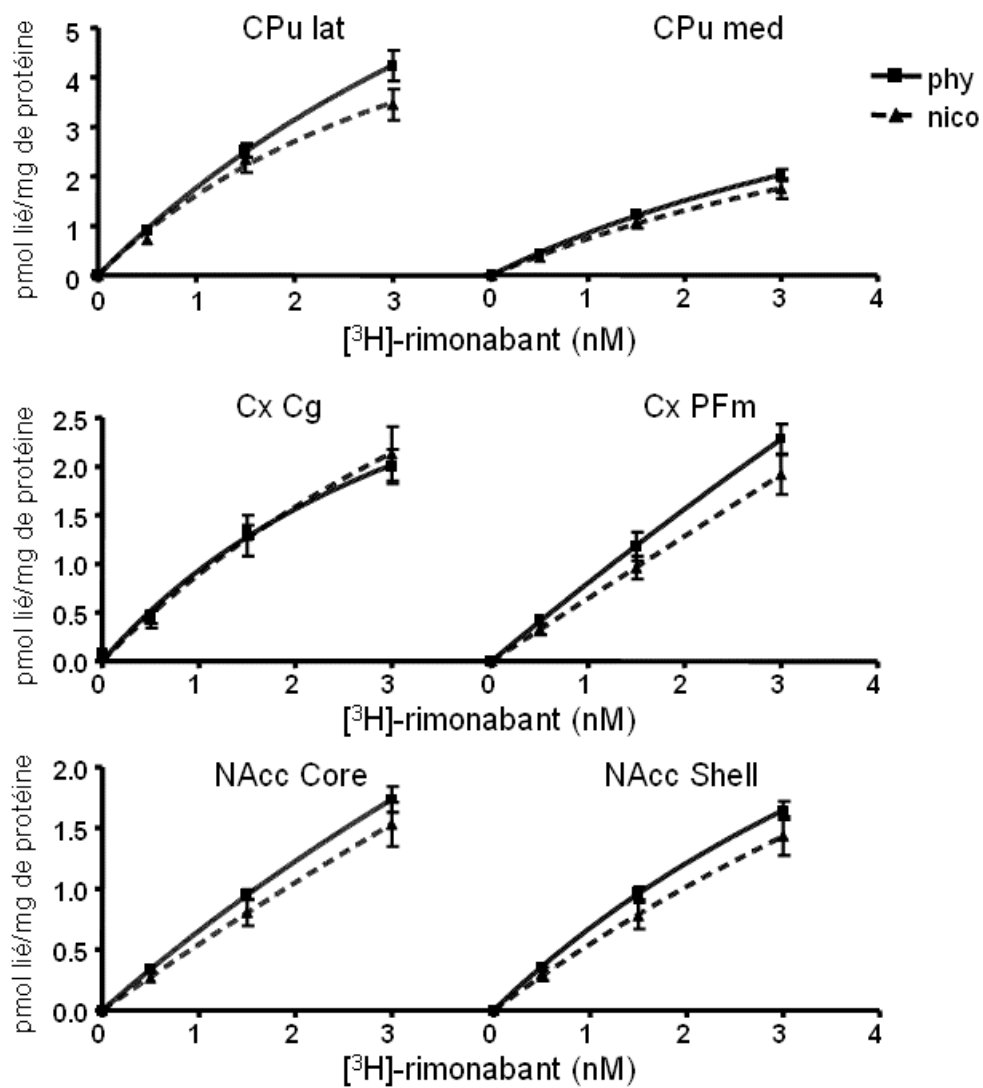 CPu lat
CPu med
phy
nico
pmol lié/mg de protéine
5
4
3
2
1
0
0 1 2 3 0 1 2 3 4
[³H]-rimonabant (nM)
Cx Cg
Cx PFm
pmol lié/mg de protéine
2.5
2.0
1.5
1.0
0.5
0.0
0 1 2 3 0 1 2 3 4
[³H]-rimonabant (nM)
NAcc Core
NAcc Shell
pmol lié/mg de protéine
2.0
1.5
1.0
0.5
0.0
0 1 2 3 0 1 2 3 4
[³H]-rimonabant (nM)